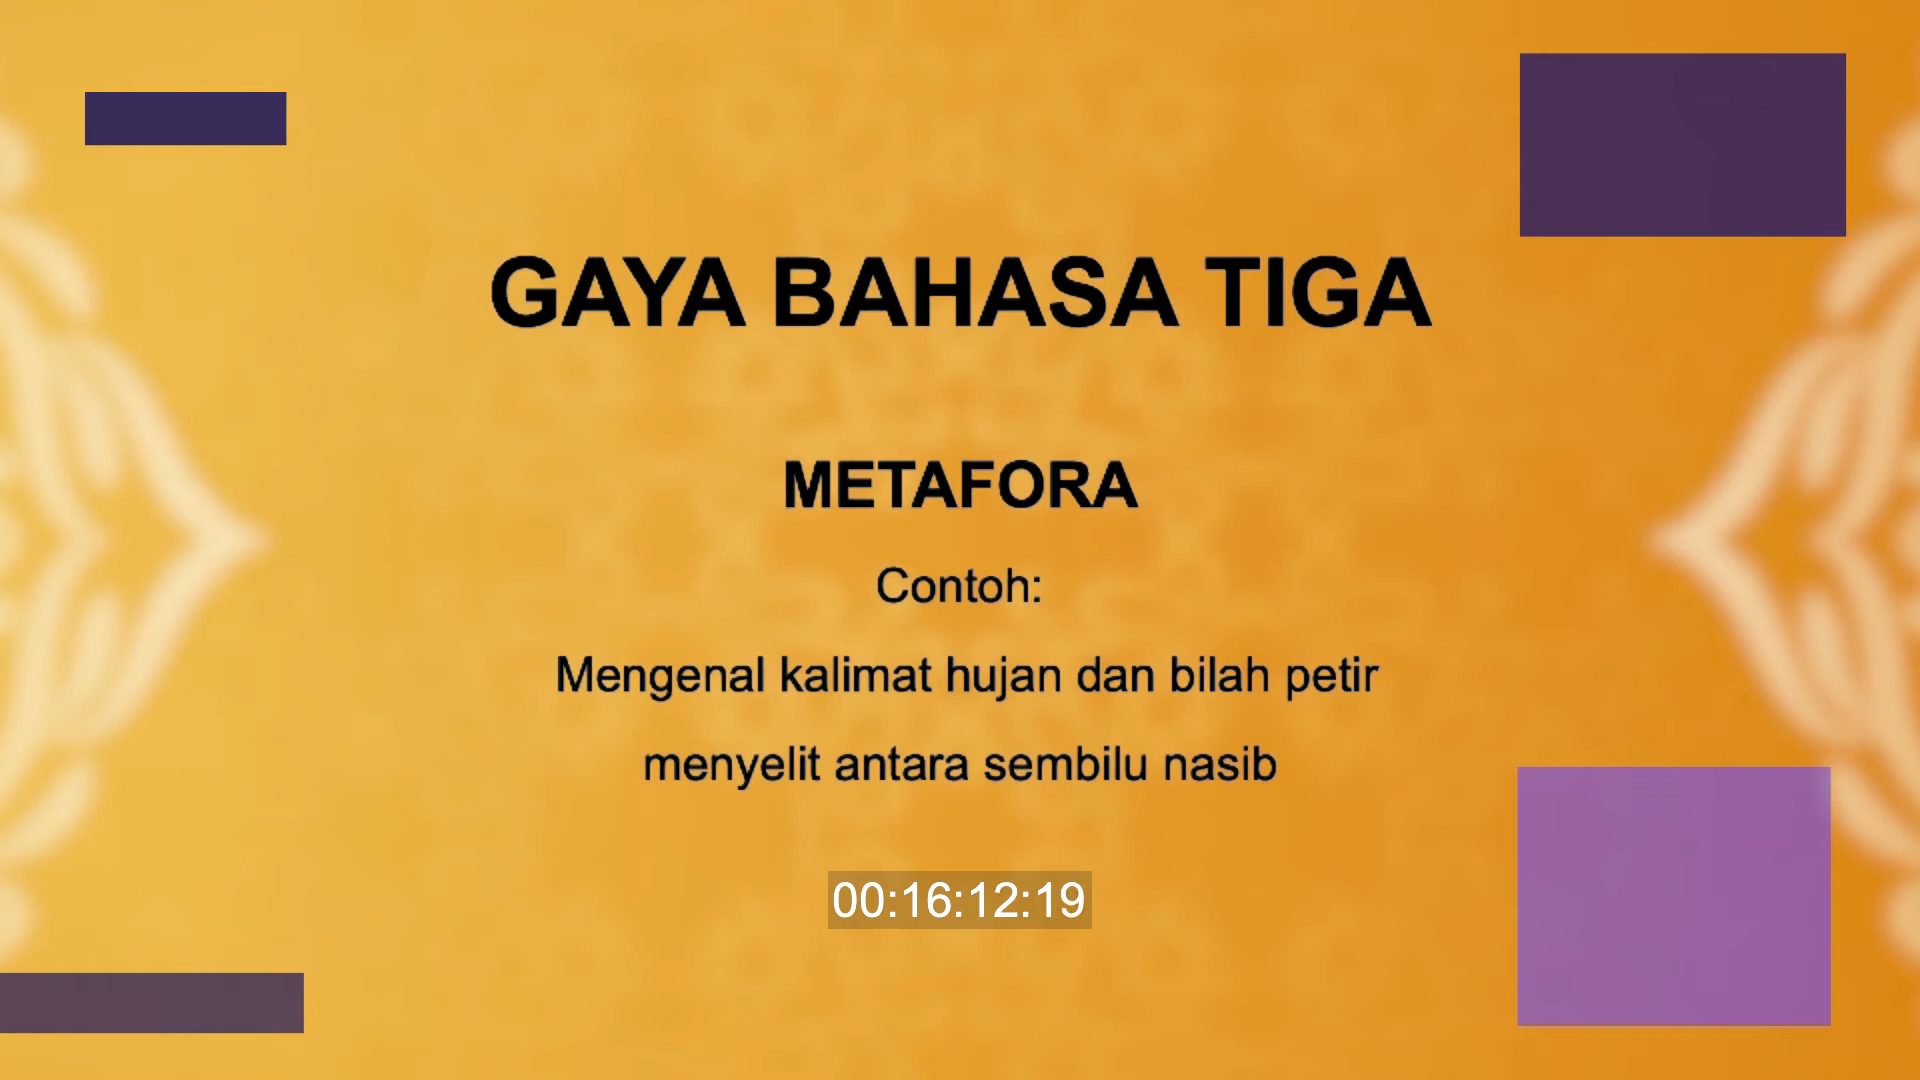 GAYA BAHASA TIGA
METAFORA
Contoh:
Mengenal kalimat hujan dan bilah petir
menyelit antara sembilu nasib
00:16:12:19